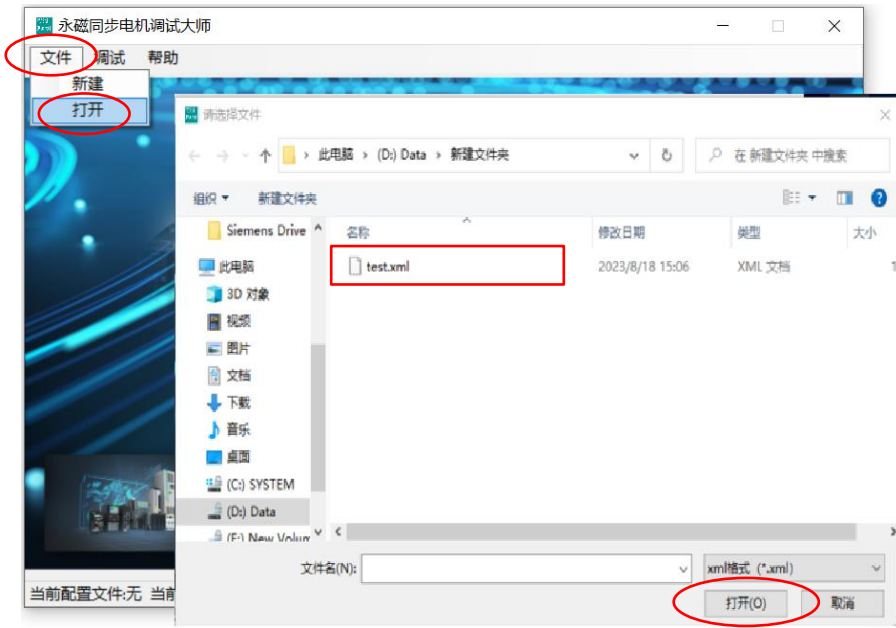 永磁同步电机调试大师
文件 调试 帮助
新建
打开
请选择文件
此电脑 › (D:) Data › 新建文件夹
在 新建文件夹 中搜索
组织 新建文件夹
Siemens Drive
名称 修改日期 类型 大小
此电脑
test.xml 2023/8/18 15:06 XML 文档 1
3D 对象
视频
图片
文档
下载
音乐
桌面
(C:) SYSTEM
(D:) Data
(E:) New Volum
文件名(N): xml格式 (*.xml)
打开(O) 取消
当前配置文件:无 当前